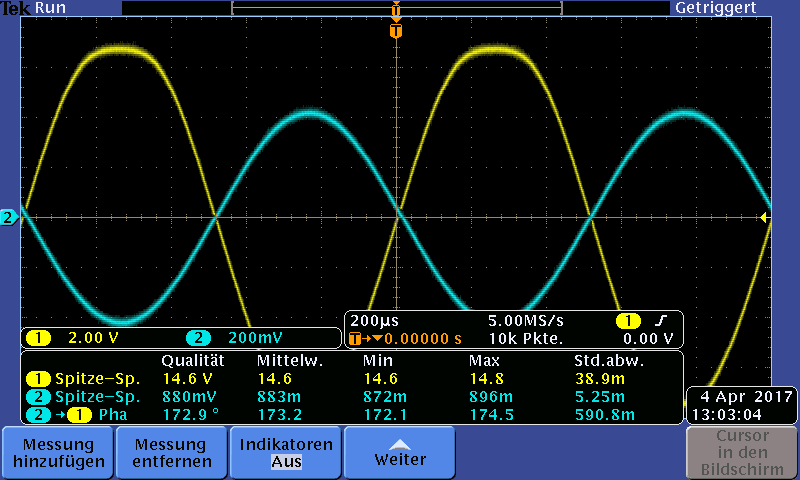 Tek Run Getriggert
T
T
2
1 2.00 V 2 200mV
200µs 5.00MS/s 1
T→▼0.00000 s 10k Pkte. 0.00 V
Qualität Mittelw. Min Max Std.abw.
1 Spitze–Sp. 14.6 V 14.6 14.6 14.8 38.9m
2 Spitze–Sp. 880mV 883m 872m 896m 5.25m
2 →1 Pha 172.9 ° 173.2 172.1 174.5 590.8m
4 Apr 2017
13:03:04
Messung
hinzufügen
Messung
entfernen
Indikatoren
Aus
Weiter
Cursor
in den
Bildschirm